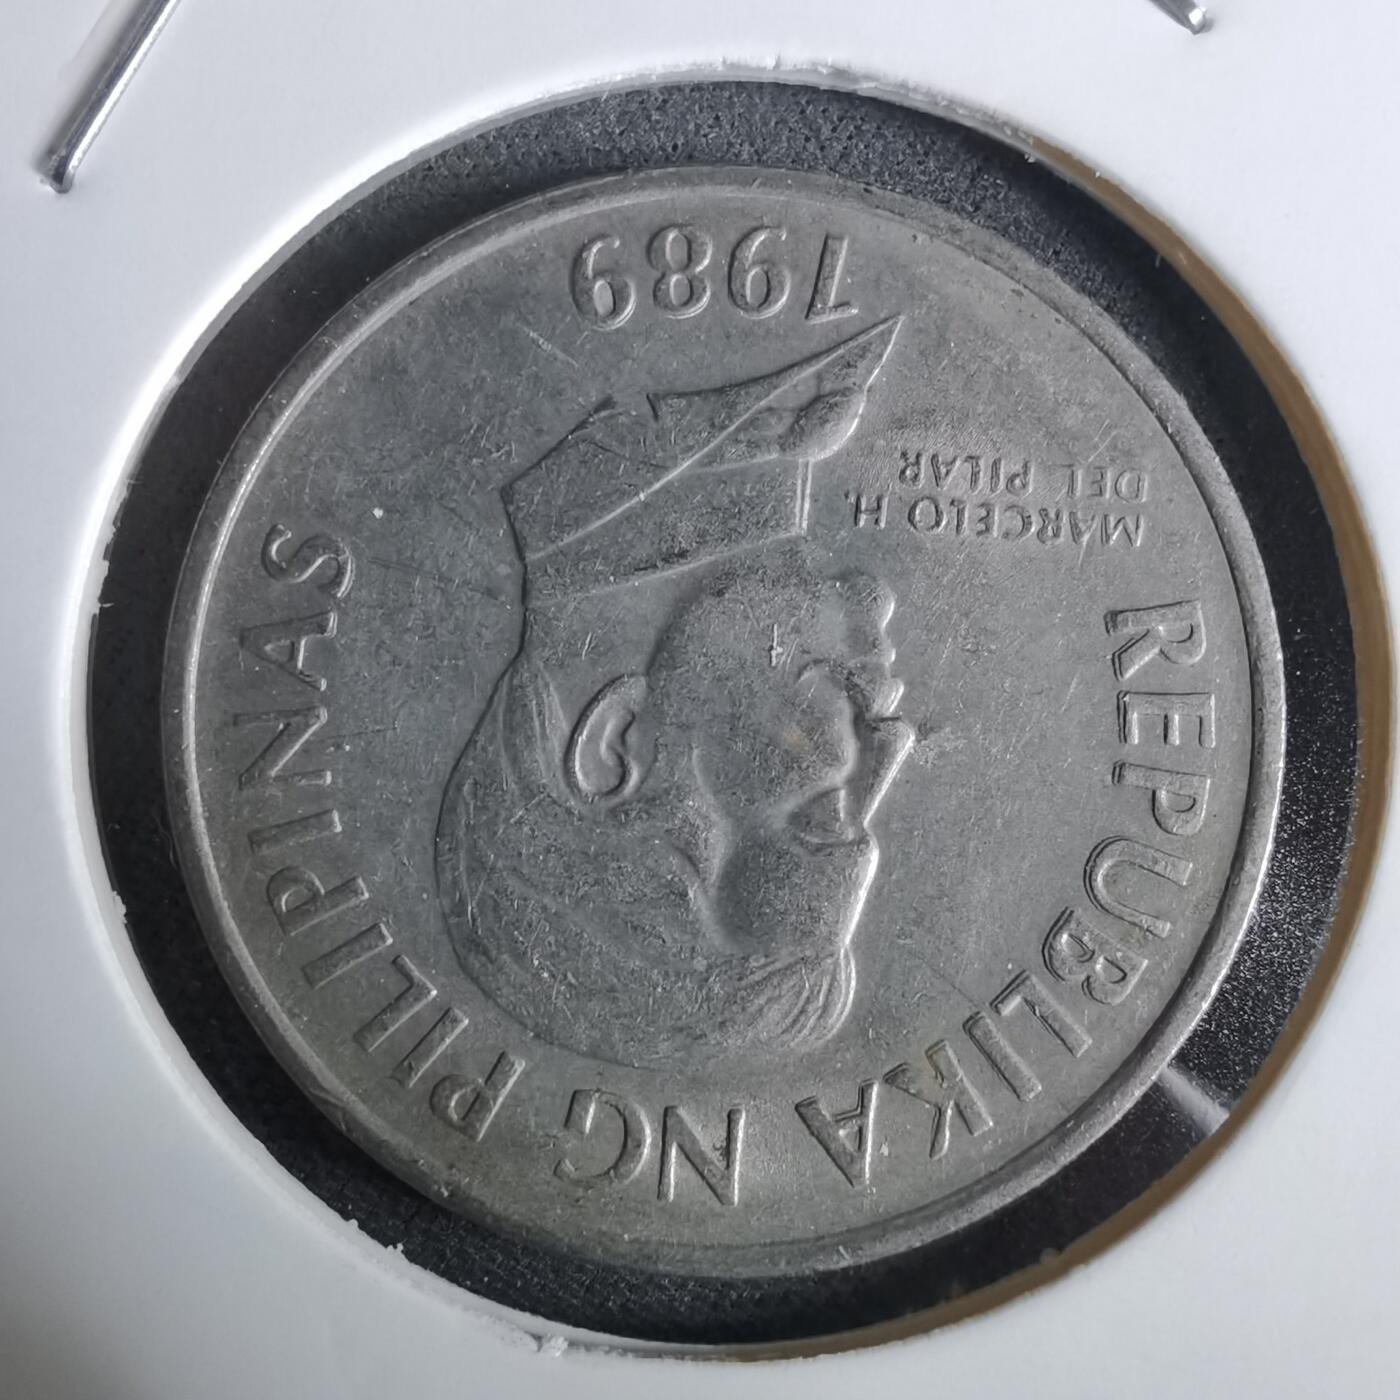 REPUBLIKA NG PILIPINAS
MARCELO H.
DEL PILAR
1989